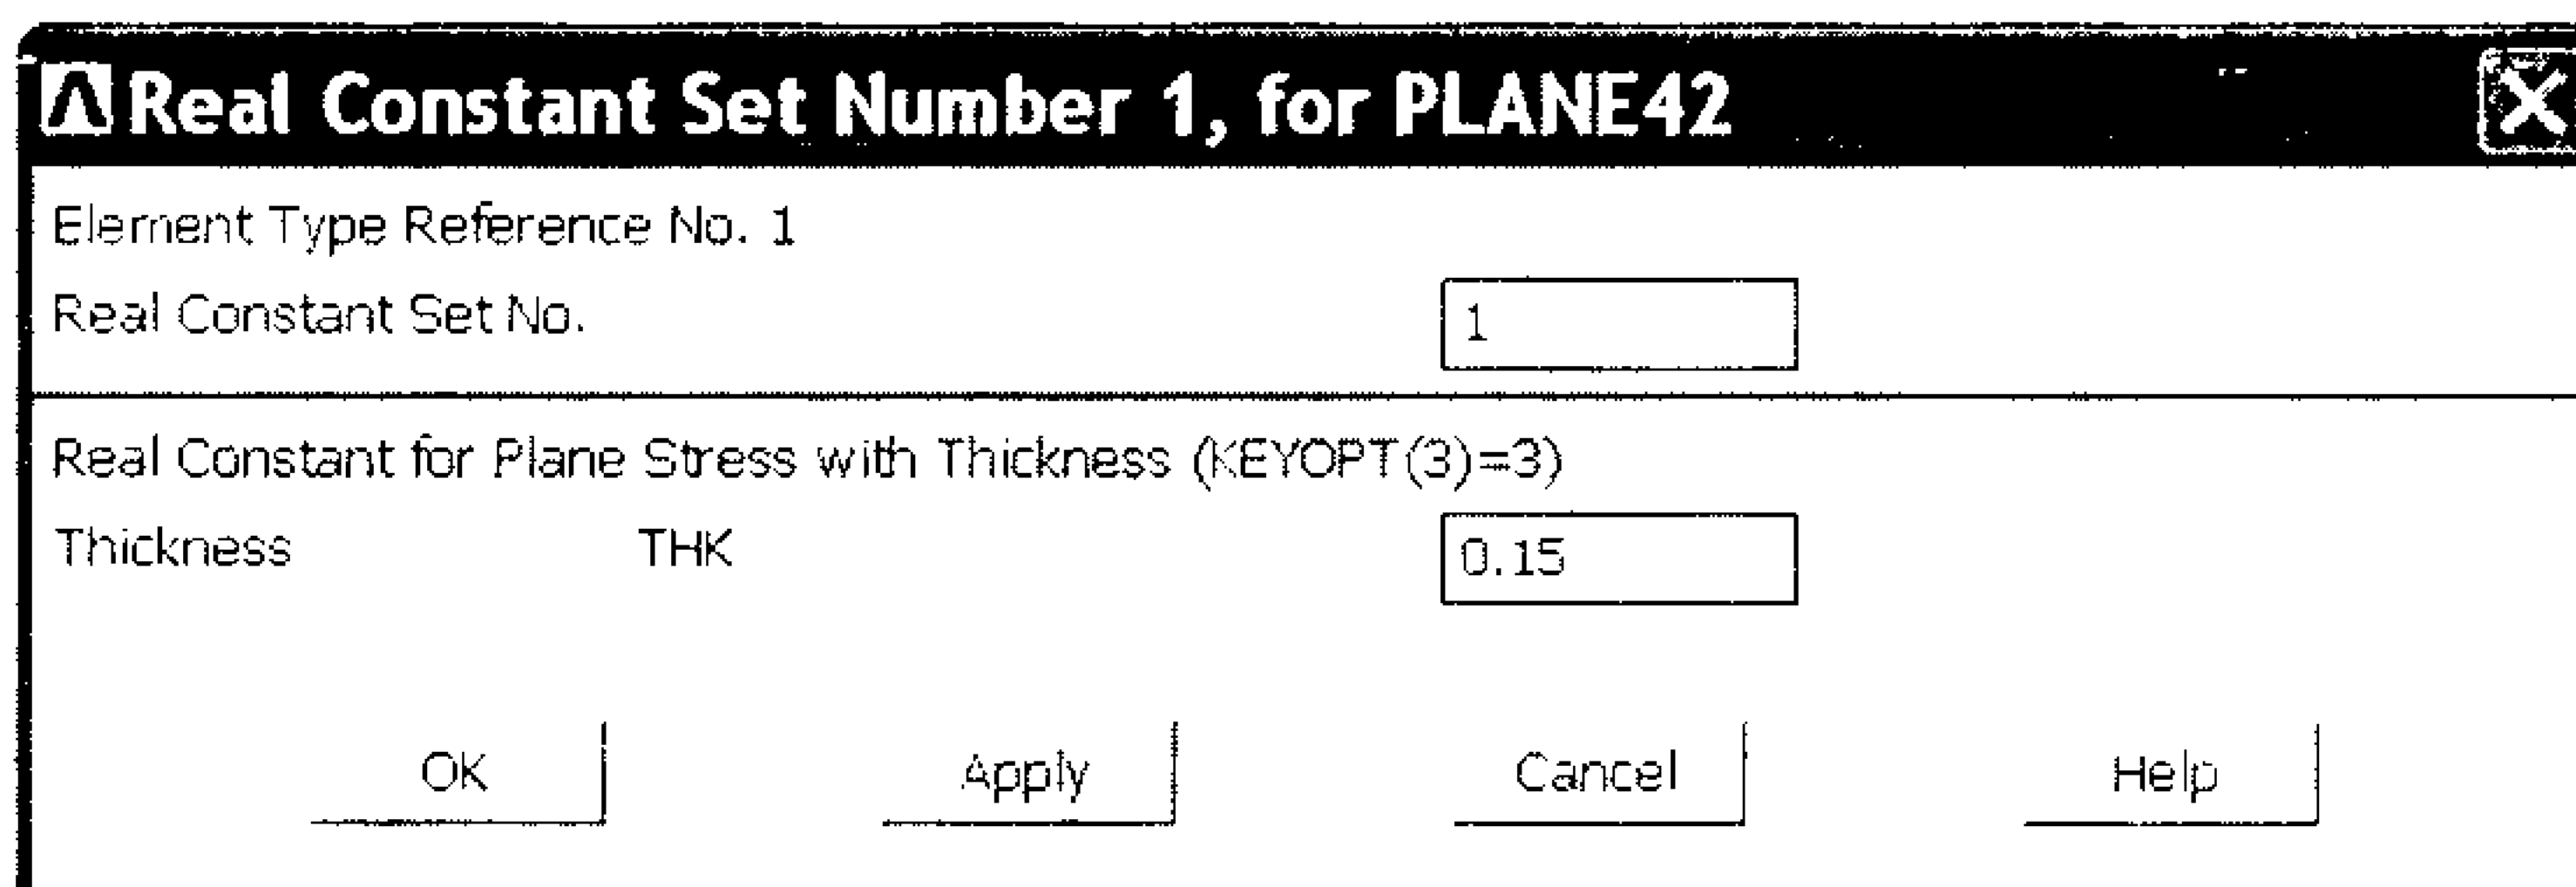 Real Constant Set Number 1, for PLANE42
Element Type Reference No. 1
Real Constant Set No. 1
Real Constant for Plane Stress with Thickness (KEYOPT(3)=3)
Thickness THK 0.15
OK Apply Cancel Help